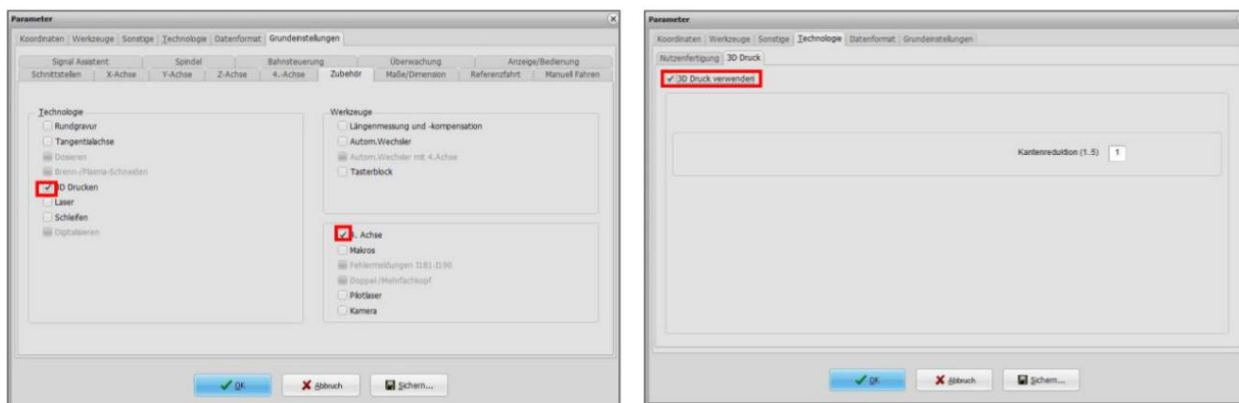 Parameter
Koordinaten Werkzeuge Sonstige Technologie Datenformat Grundeinstellungen
Signal Assistent Spindel Bahnsteuerung Überwachung Anzeige/Bedienung
Schnittstellen X-Achse Y-Achse Z-Achse 4.-Achse Zubehör Maße/Dimension Referenzfahrt Manuell Fahren
Technologie
Rundgravur
Tangentialachse
Dosieren
Brenn-/Plasma-Schneiden
3D Drucken
Laser
Schleifen
Digitalisieren
Werkzeuge
Längenmessung und -kompensation
Autom.Wechsler
Autom.Wechsler mit 4.Achse
Tasterblock
4. Achse
Makros
Fehlermeldungen I181-I190
Doppel-/Mehrfachkopf
Pilotlaser
Kamera
OK Abbruch Sichern...
Parameter
Koordinaten Werkzeuge Sonstige Technologie Datenformat Grundeinstellungen
Nutzenfertigung 3D Druck
3D Druck verwenden
Kantenreduktion (1..5) 1
OK Abbruch Sichern...